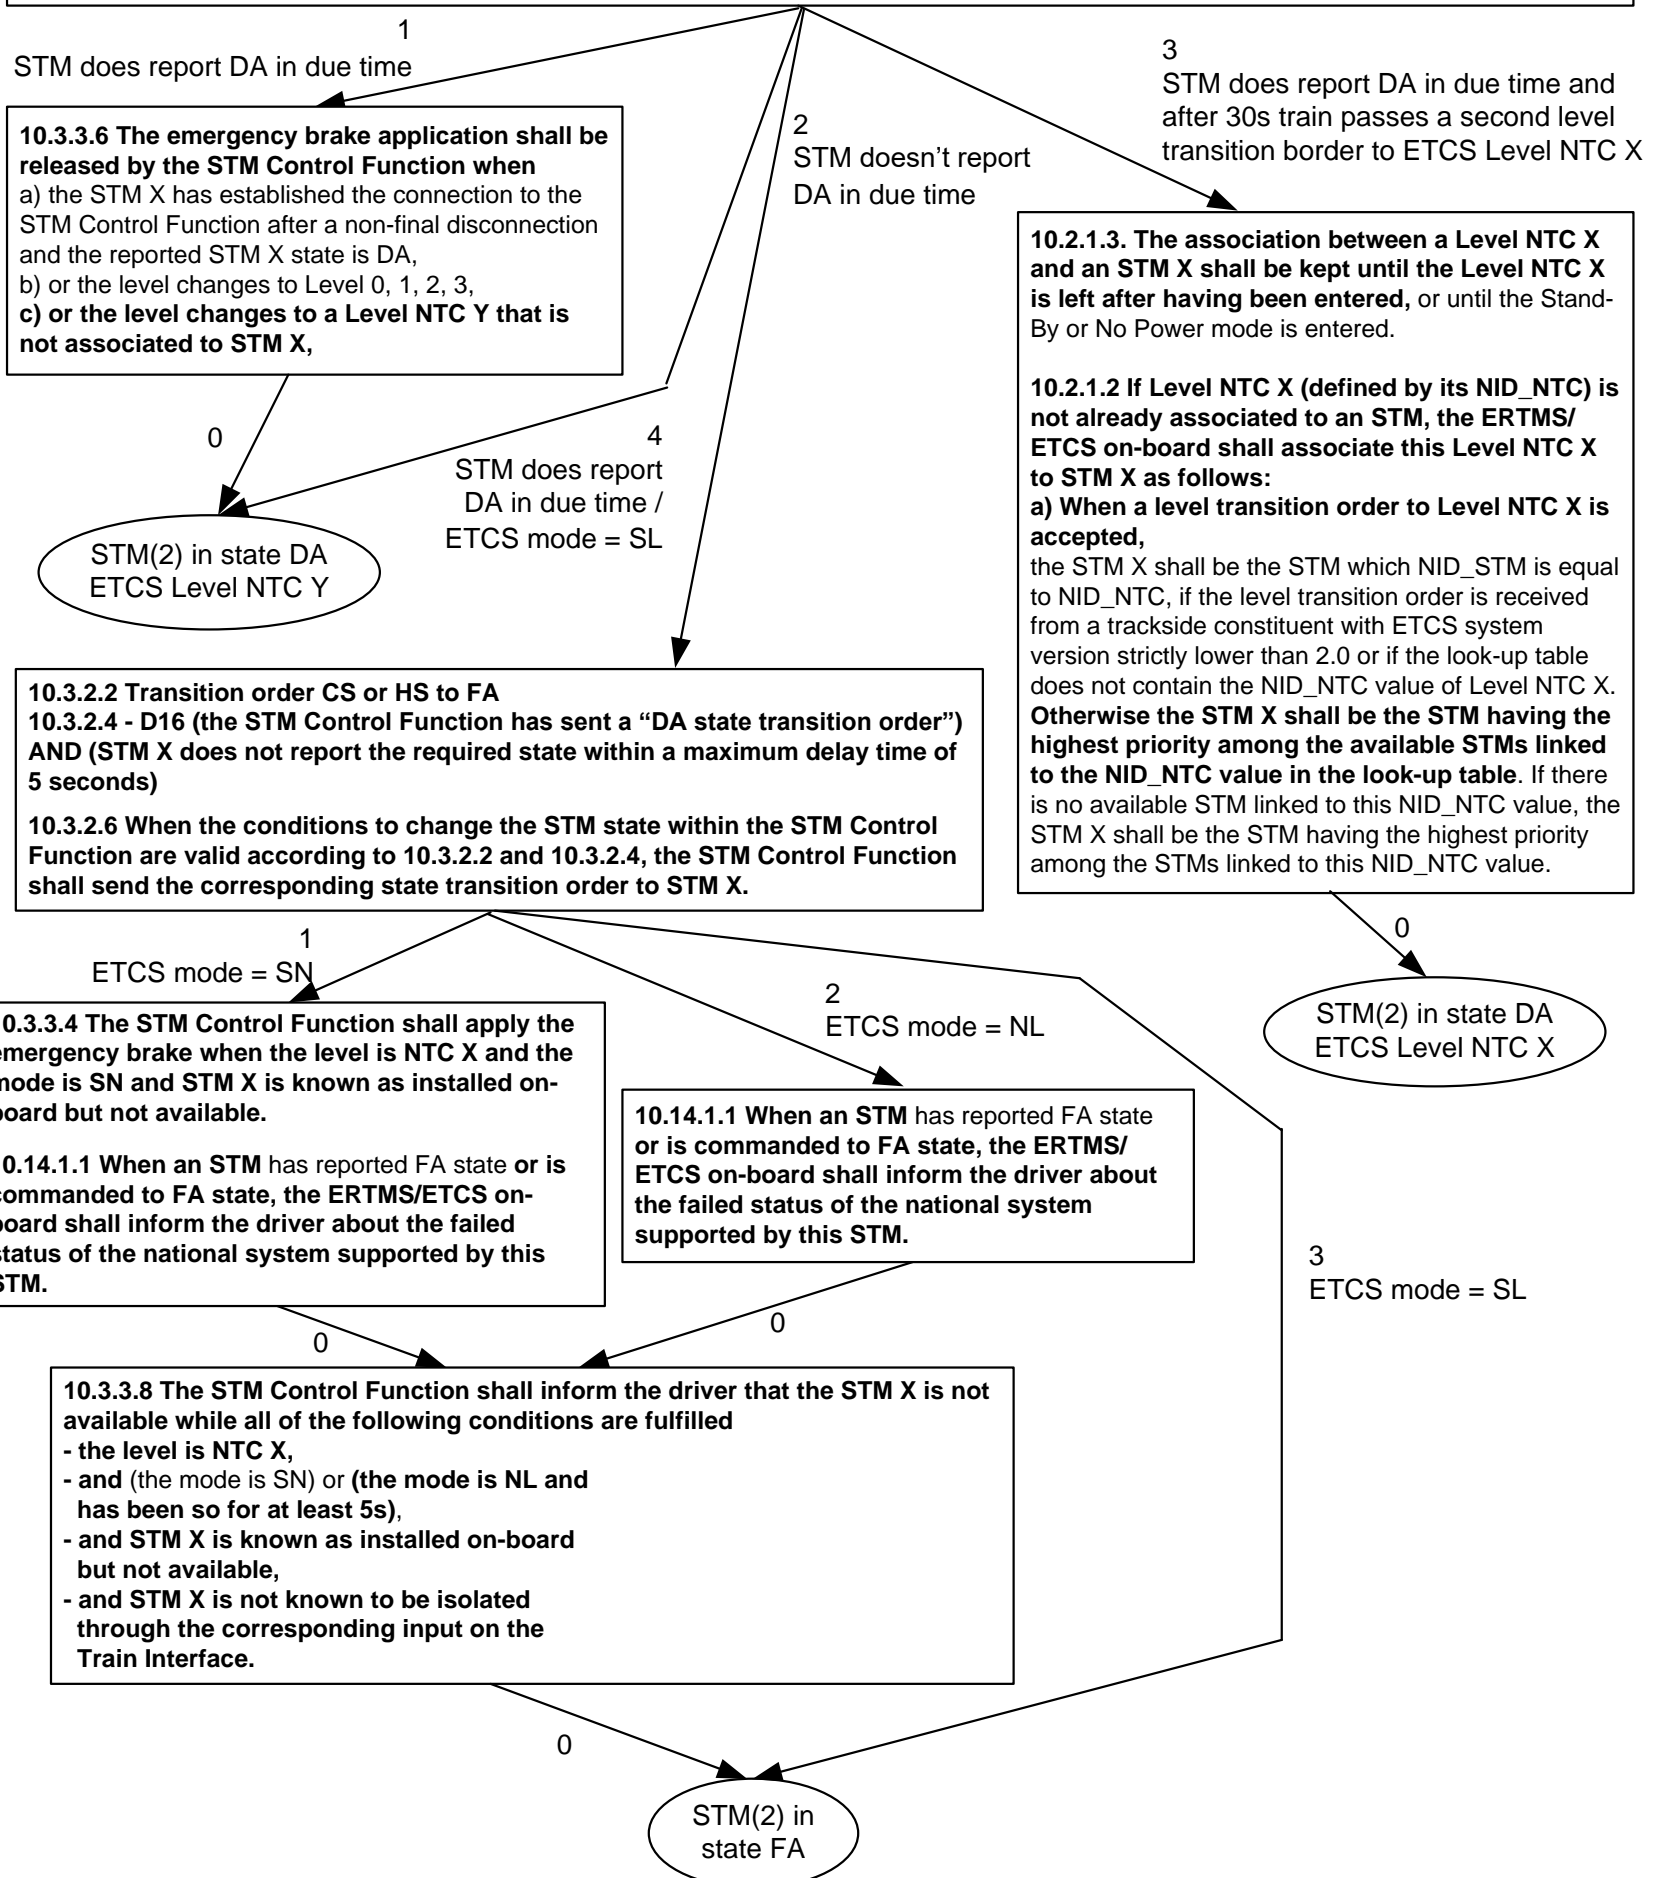 1
STM does report DA in due time
3
STM does report DA in due time and
after 30s train passes a second level
transition border to ETCS Level NTC X
2
STM doesn't report
DA in due time
10.3.3.6 The emergency brake application shall be
released by the STM Control Function when
a) the STM X has established the connection to the
STM Control Function after a non-final disconnection
and the reported STM X state is DA,
b) or the level changes to Level 0, 1, 2, 3,
c) or the level changes to a Level NTC Y that is
not associated to STM X,
10.2.1.3. The association between a Level NTC X
and an STM X shall be kept until the Level NTC X
is left after having been entered, or until the Stand-
By or No Power mode is entered.
10.2.1.2 If Level NTC X (defined by its NID_NTC) is
not already associated to an STM, the ERTMS/
ETCS on-board shall associate this Level NTC X
to STM X as follows:
a) When a level transition order to Level NTC X is
accepted,
the STM X shall be the STM which NID_STM is equal
to NID_NTC, if the level transition order is received
from a trackside constituent with ETCS system
version strictly lower than 2.0 or if the look-up table
does not contain the NID_NTC value of Level NTC X.
Otherwise the STM X shall be the STM having the
highest priority among the available STMs linked
to the NID_NTC value in the look-up table. If there
is no available STM linked to this NID_NTC value, the
STM X shall be the STM having the highest priority
among the STMs linked to this NID_NTC value.
0
4
STM does report
DA in due time /
ETCS mode = SL
STM(2) in state DA
ETCS Level NTC Y
10.3.2.2 Transition order CS or HS to FA
10.3.2.4 - D16 (the STM Control Function has sent a “DA state transition order”)
AND (STM X does not report the required state within a maximum delay time of
5 seconds)
10.3.2.6 When the conditions to change the STM state within the STM Control
Function are valid according to 10.3.2.2 and 10.3.2.4, the STM Control Function
shall send the corresponding state transition order to STM X.
0
STM(2) in state DA
ETCS Level NTC X
1
ETCS mode = SN
2
ETCS mode = NL
0.3.3.4 The STM Control Function shall apply the
emergency brake when the level is NTC X and the
mode is SN and STM X is known as installed on-
board but not available.
0.14.1.1 When an STM has reported FA state or is
commanded to FA state, the ERTMS/ETCS on-
board shall inform the driver about the failed
status of the national system supported by this
STM.
10.14.1.1 When an STM has reported FA state
or is commanded to FA state, the ERTMS/
ETCS on-board shall inform the driver about
the failed status of the national system
supported by this STM.
3
ETCS mode = SL
0
0
10.3.3.8 The STM Control Function shall inform the driver that the STM X is not
available while all of the following conditions are fulfilled
- the level is NTC X,
- and (the mode is SN) or (the mode is NL and
has been so for at least 5s),
- and STM X is known as installed on-board
but not available,
- and STM X is not known to be isolated
through the corresponding input on the
Train Interface.
0
STM(2) in
state FA